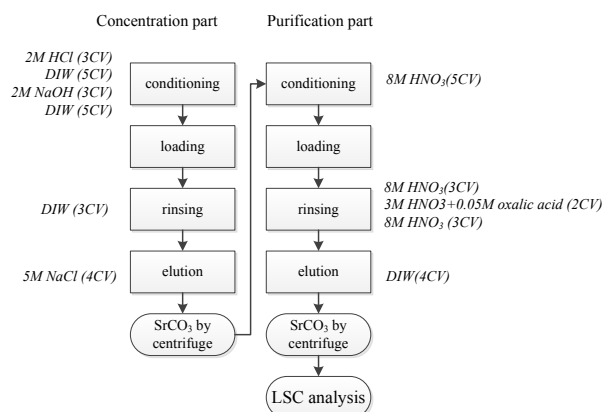 Concentration part
2M HCl (3CV)
DIW (5CV)
2M NaOH (3CV)
DIW (5CV)
conditioning
loading
DIW (3CV)
rinsing
5M NaCl (4CV)
elution
SrCO₃ by
centrifuge
Purification part
conditioning
8M HNO₃(5CV)
loading
rinsing
8M HNO₃(3CV)
3M HNO3+0.05M oxalic acid (2CV)
8M HNO₃ (3CV)
elution
DIW(4CV)
SrCO₃ by
centrifuge
LSC analysis